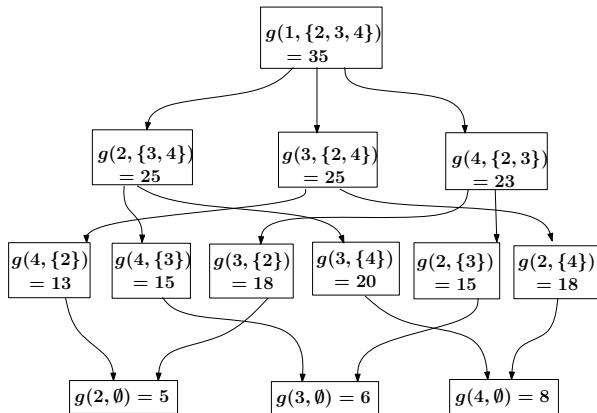 g(1, {2, 3, 4})
= 35
g(2, {3, 4})
= 25
g(3, {2, 4})
= 25
g(4, {2, 3})
= 23
g(4, {2})
= 13
g(4, {3})
= 15
g(3, {2})
= 18
g(3, {4})
= 20
g(2, {3})
= 15
g(2, {4})
= 18
g(2, ∅) = 5
g(3, ∅) = 6
g(4, ∅) = 8